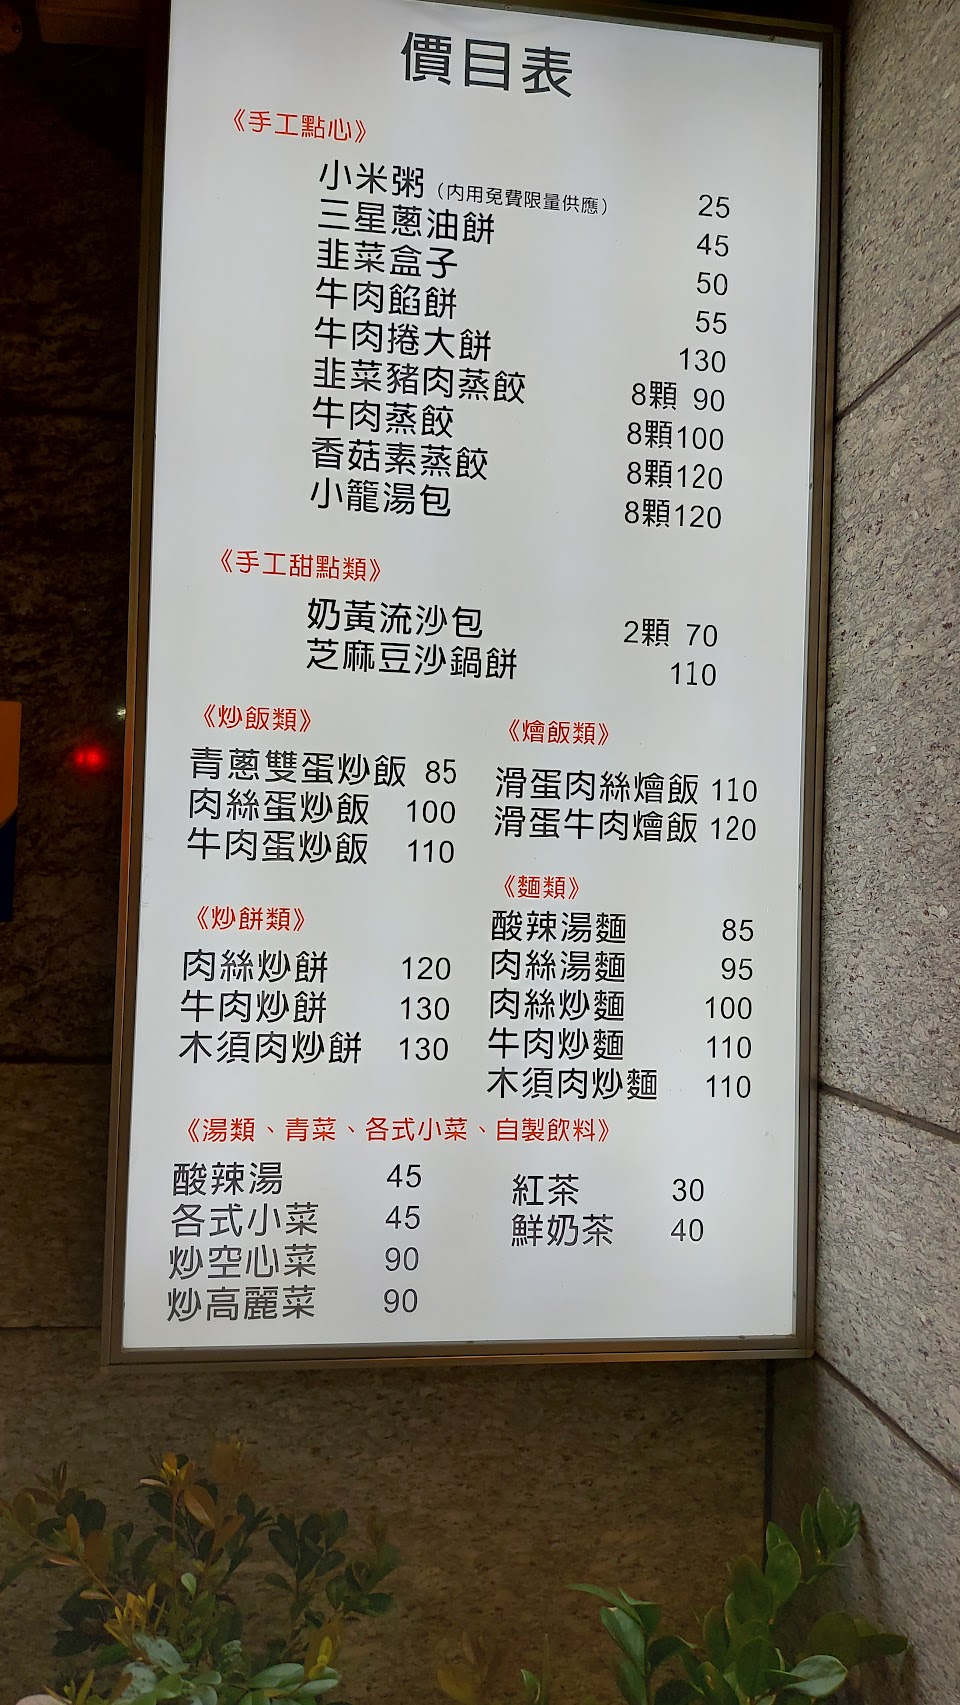 價目表
《手工點心》
小米粥（內用免費限量供應） 25
三星蔥油餅 45
韭菜盒子 50
牛肉餡餅 55
牛肉捲大餅 130
韭菜豬肉蒸餃 8顆 90
牛肉蒸餃 8顆100
香菇素蒸餃 8顆120
小籠湯包 8顆120
《手工甜點類》
奶黃流沙包 2顆 70
芝麻豆沙鍋餅 110
《炒飯類》
青蔥雙蛋炒飯 85
肉絲蛋炒飯 100
牛肉蛋炒飯 110
《燴飯類》
滑蛋肉絲燴飯 110
滑蛋牛肉燴飯 120
《炒餅類》
肉絲炒餅 120
牛肉炒餅 130
木須肉炒餅 130
《麵類》
酸辣湯麵 85
肉絲湯麵 95
肉絲炒麵 100
牛肉炒麵 110
木須肉炒麵 110
《湯類、青菜、各式小菜、自製飲料》
酸辣湯 45
各式小菜 45
炒空心菜 90
炒高麗菜 90
紅茶 30
鮮奶茶 40